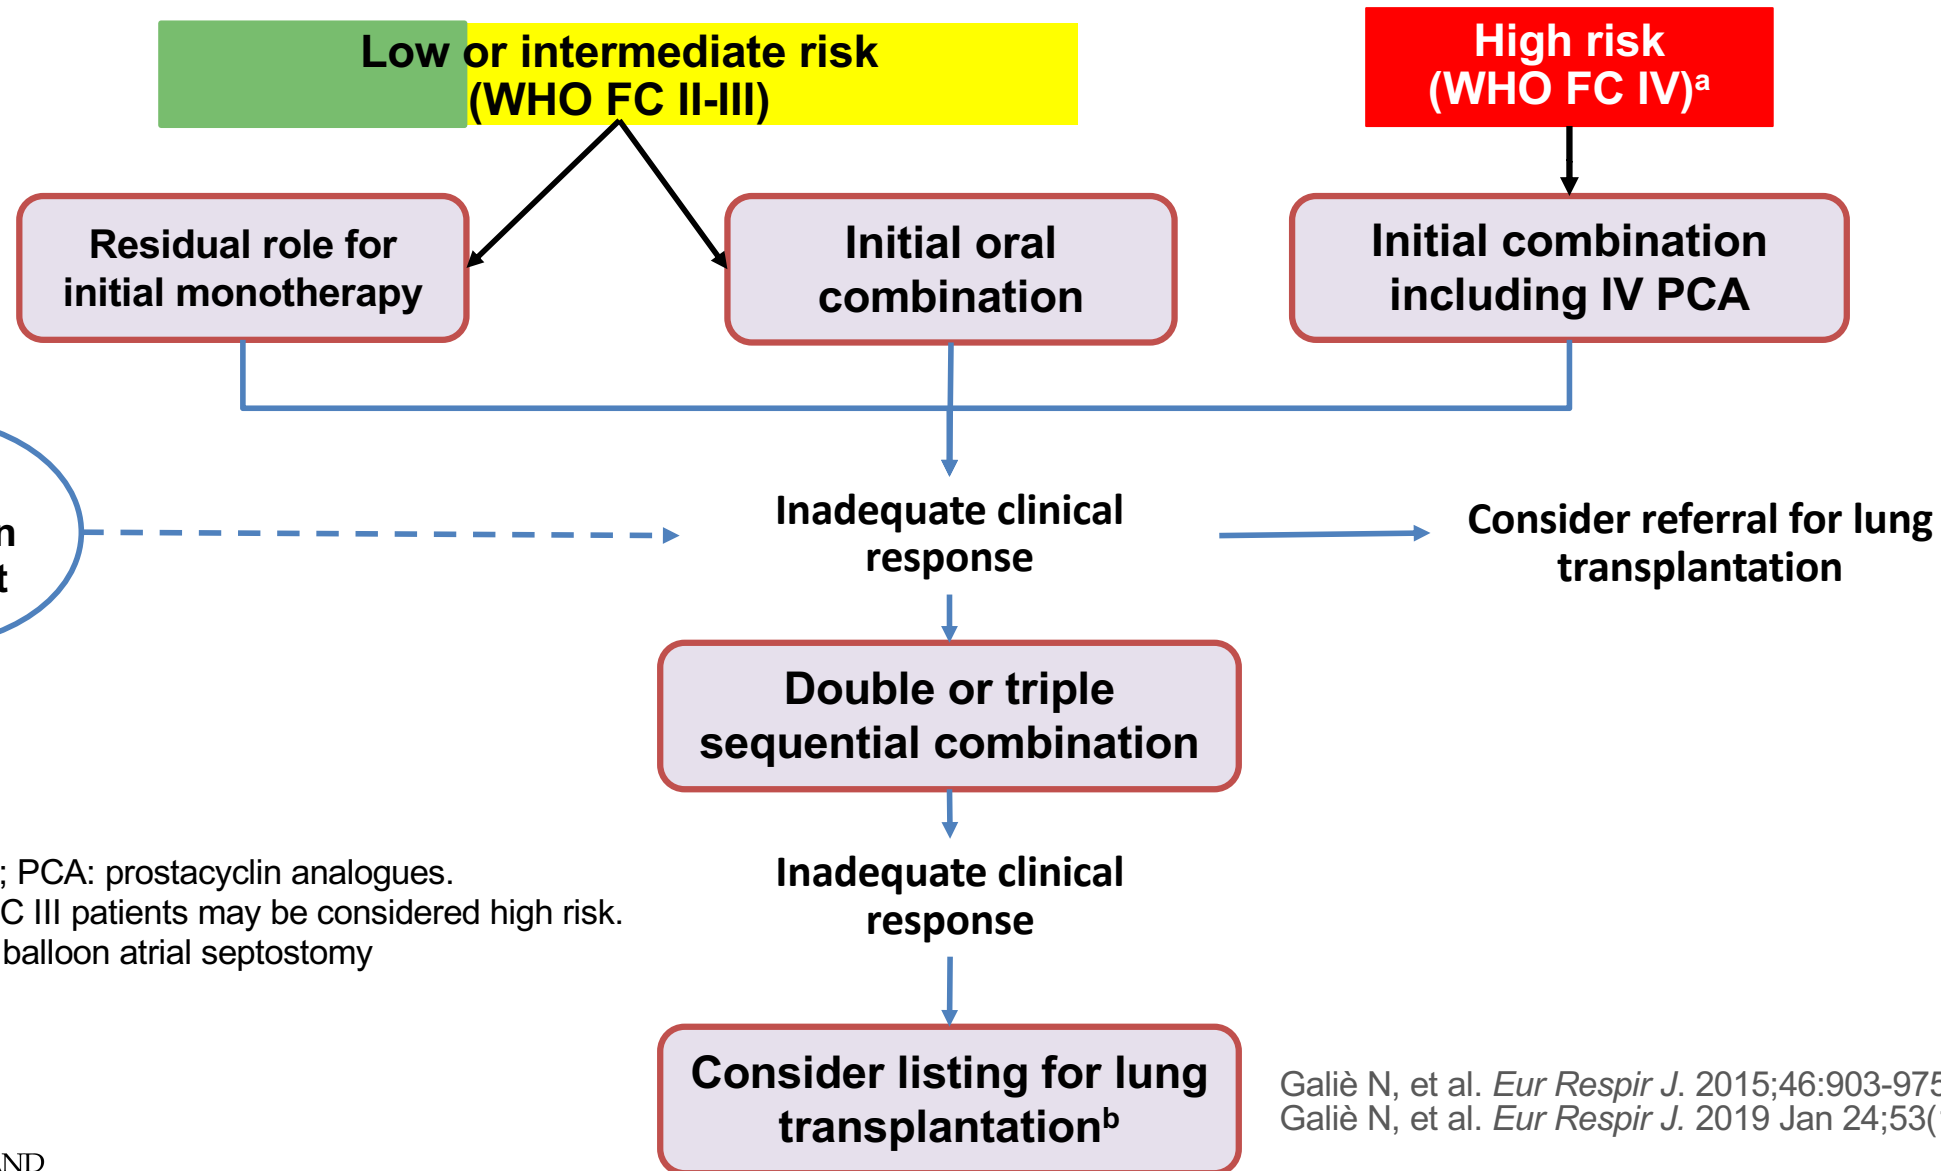 Low or intermediate risk
(WHO FC II-III)
High risk
(WHO FC IV)ᵃ
Residual role for
initial monotherapy
Initial oral
combination
Initial combination
including IV PCA
Inadequate clinical
response
Consider referral for lung
transplantation
Double or triple
sequential combination
; PCA: prostacyclin analogues.
C III patients may be considered high risk.
balloon atrial septostomy
Inadequate clinical
response
Consider listing for lung
transplantationᵇ
Galiè N, et al. Eur Respir J. 2015;46:903-975
Galiè N, et al. Eur Respir J. 2019 Jan 24;53(